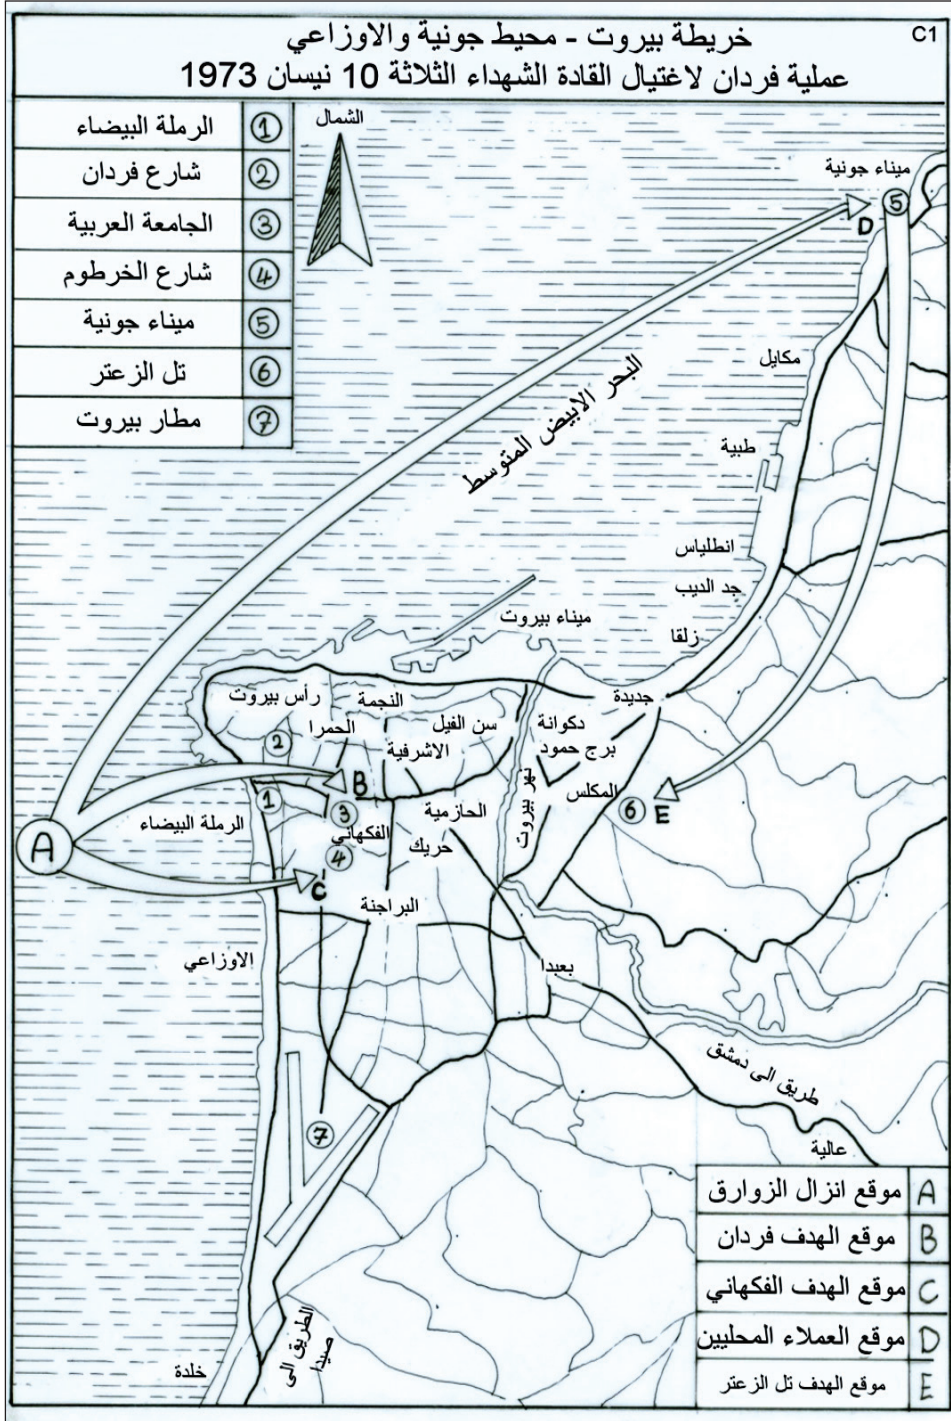 C1
خريطة بيروت - محيط جونية والاوزاعي
عملية فردان لاغتيال القادة الشهداء الثلاثة 10 نيسان 1973
1 الرملة البيضاء
2 شارع فردان
3 الجامعة العربية
4 شارع الخرطوم
5 ميناء جونية
6 تل الزعتر
7 مطار بيروت
الشمال
ميناء جونية
5
D
مكايل
البحر الابيض المتوسط
طبية
انطلياس
جد الديب
ميناء بيروت
زلقا
جديدة
رأس بيروت
النجمة
الحمرا
سن الفيل
دكوانة
الاشرفية
برج حمود
2
B
المكلس
1
3
6 E
الرملة البيضاء
الحازمية
نهر بيروت
A
الفكهاني
حريك
4
C
البراجنة
الاوزاعي
بعبدا
طريق الى دمشق
7
عالية
الطريق الى
صيدا
خلدة
A موقع انزال الزوارق
B موقع الهدف فردان
C موقع الهدف الفكهاني
D موقع العملاء المحليين
E موقع الهدف تل الزعتر